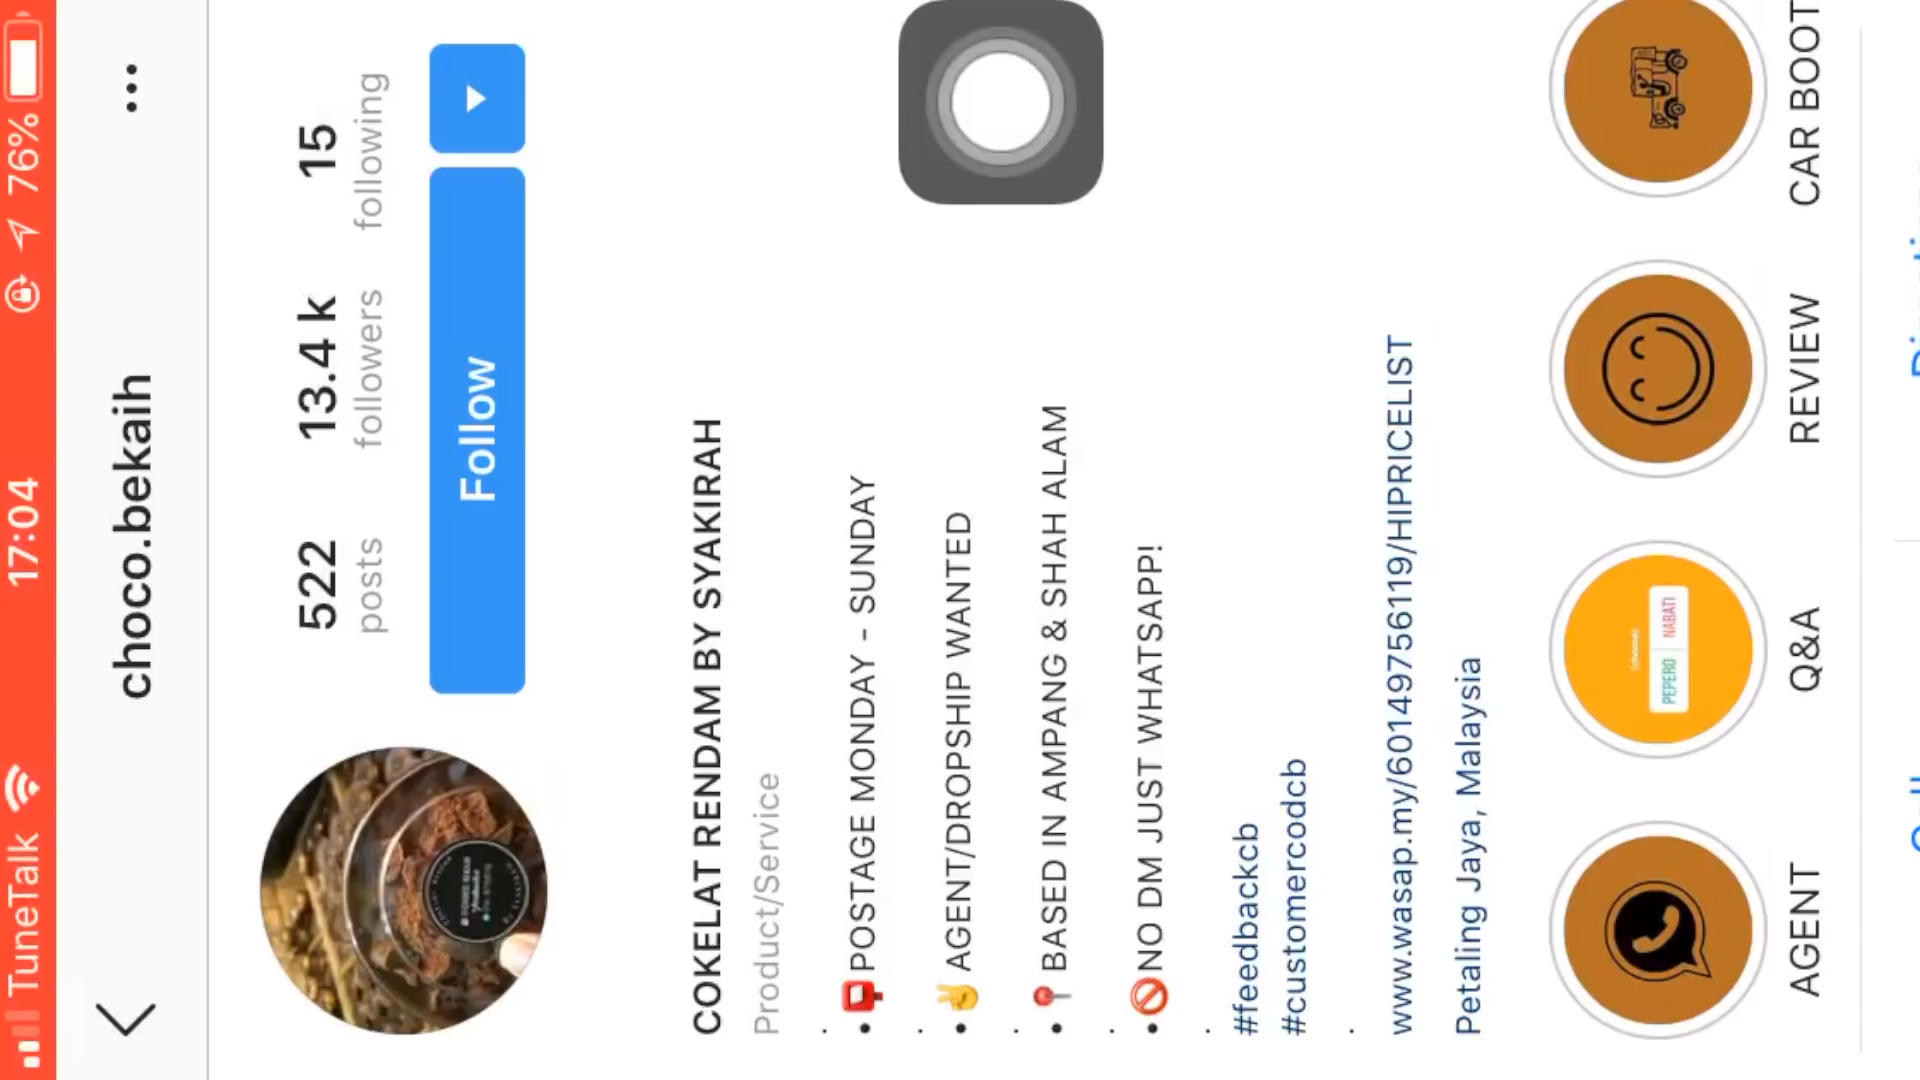 TuneTalk 17:04 76%
choco.bekaih
522 13.4 k 15
posts followers following
Follow
COKELAT RENDAM BY SYAKIRAH
Product/Service
.
• POSTAGE MONDAY - SUNDAY
.
• AGENT/DROPSHIP WANTED
.
• BASED IN AMPANG & SHAH ALAM
.
• NO DM JUST WHATSAPP!
.
#feedbackcb
#customercodcb
.
www.wasap.my/60149756119/HIPRICELIST
Petaling Jaya, Malaysia
PEPERO NABATI
AGENT Q&A REVIEW CAR BOOT